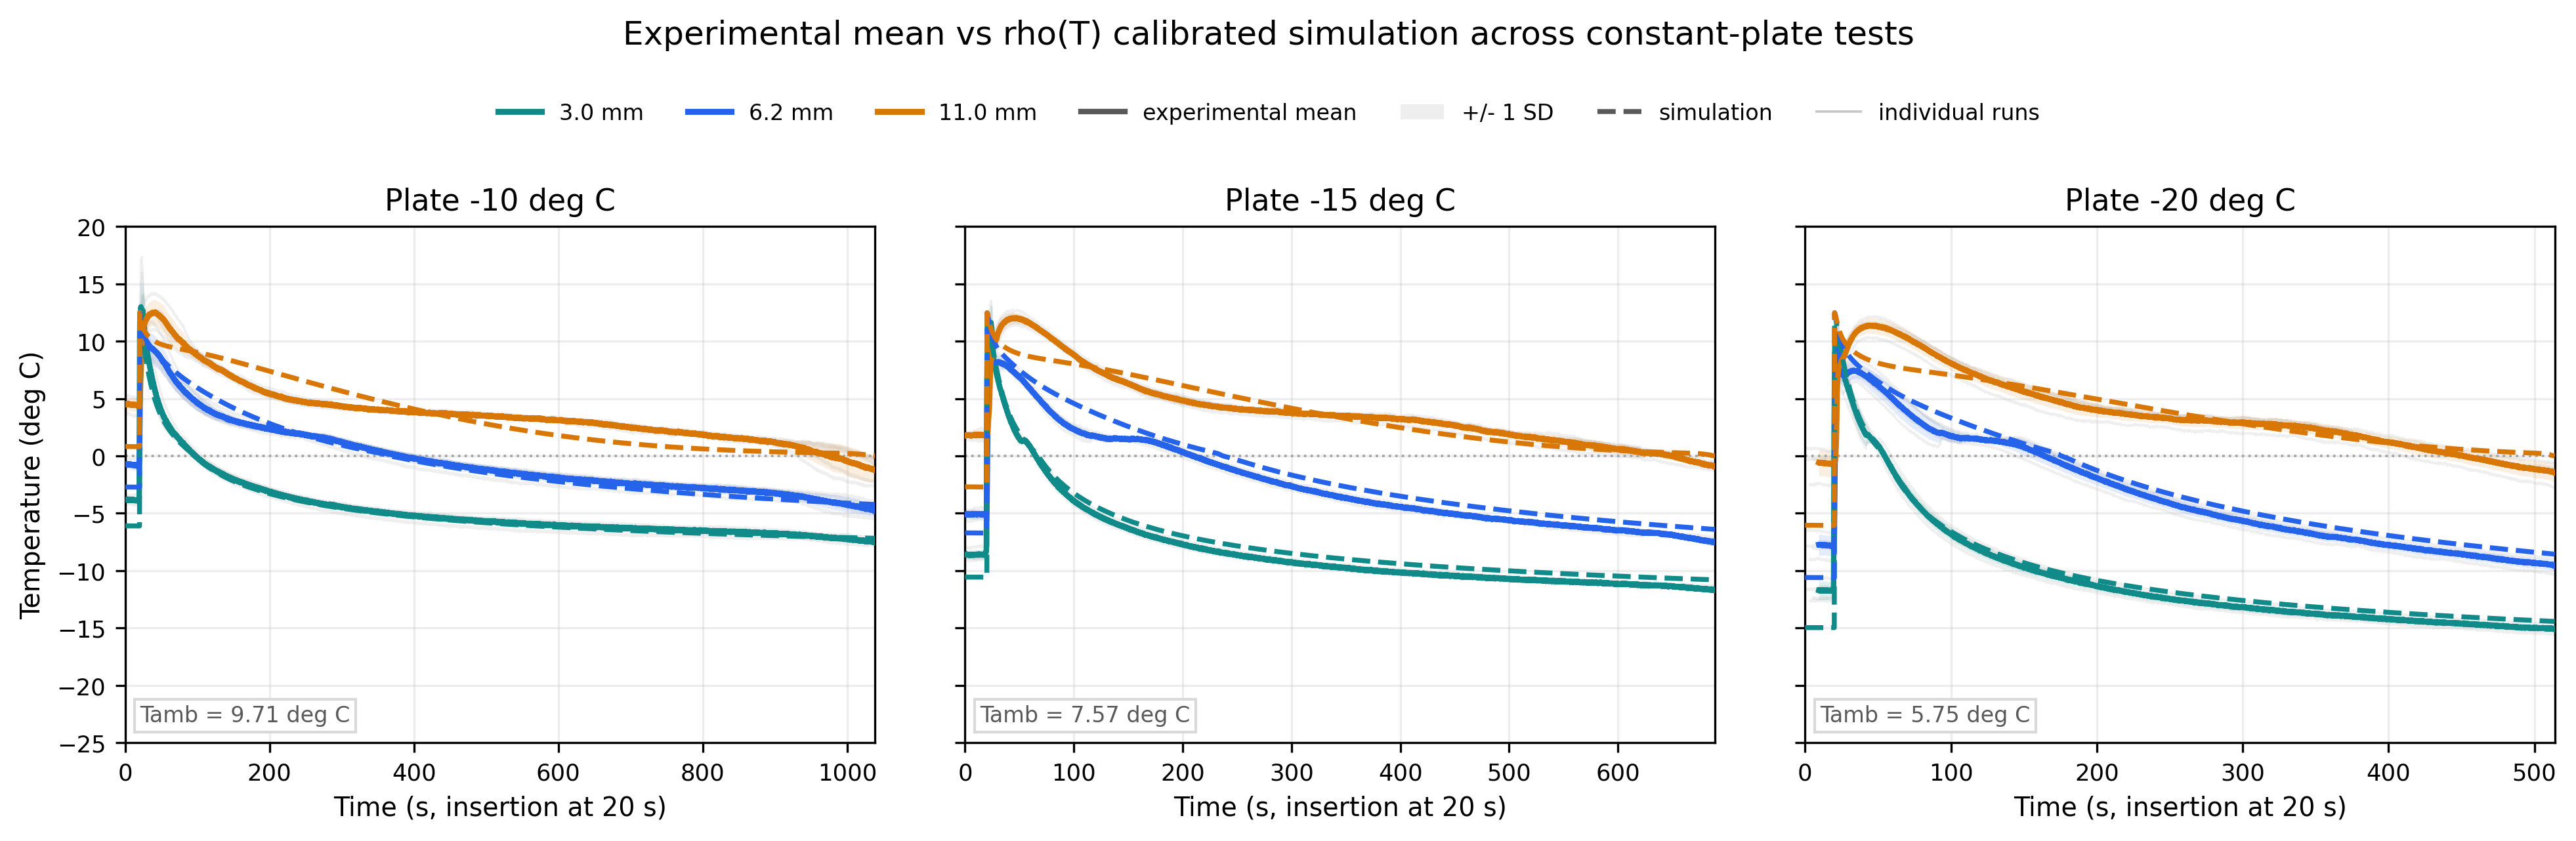 Experimental mean vs rho(T) calibrated simulation across constant-plate tests
3.0 mm 6.2 mm 11.0 mm experimental mean +/- 1 SD simulation individual runs
Plate -10 deg C
Plate -15 deg C
Plate -20 deg C
Temperature (deg C)
20
15
10
5
0
−5
−10
−15
−20
−25
Tamb = 9.71 deg C
Tamb = 7.57 deg C
Tamb = 5.75 deg C
0 200 400 600 800 1000
0 100 200 300 400 500 600
0 100 200 300 400 500
Time (s, insertion at 20 s)
Time (s, insertion at 20 s)
Time (s, insertion at 20 s)